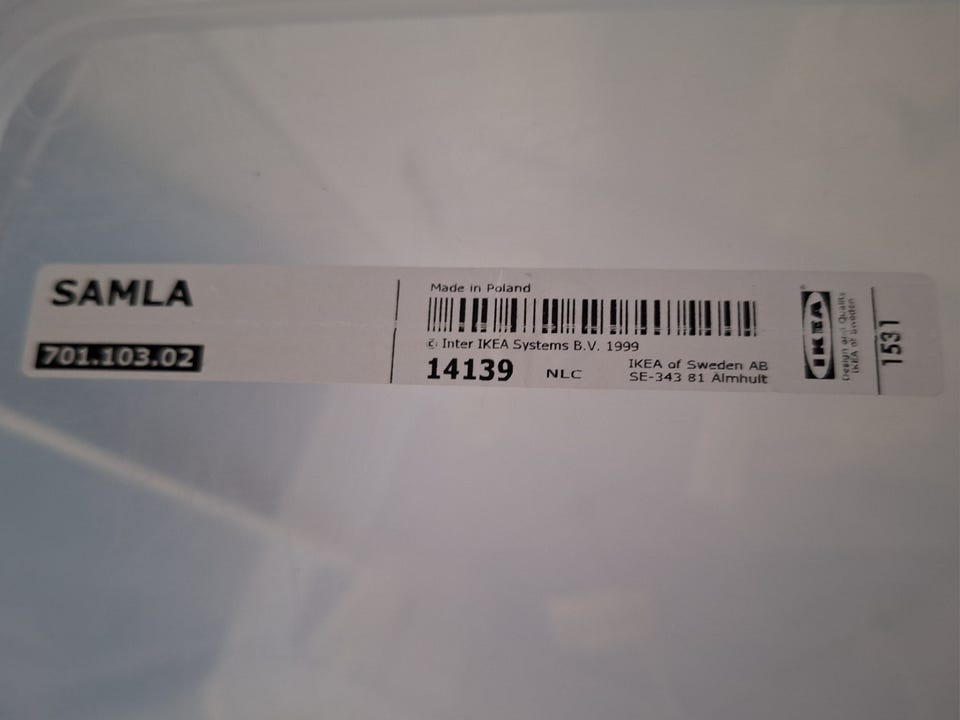 SAMLA
701.103.02
Made in Poland
© Inter IKEA Systems B.V. 1999
14139 NLC
IKEA of Sweden AB
SE-343 81 Älmhult
IKEA®
Design and Quality
IKEA of Sweden
1531